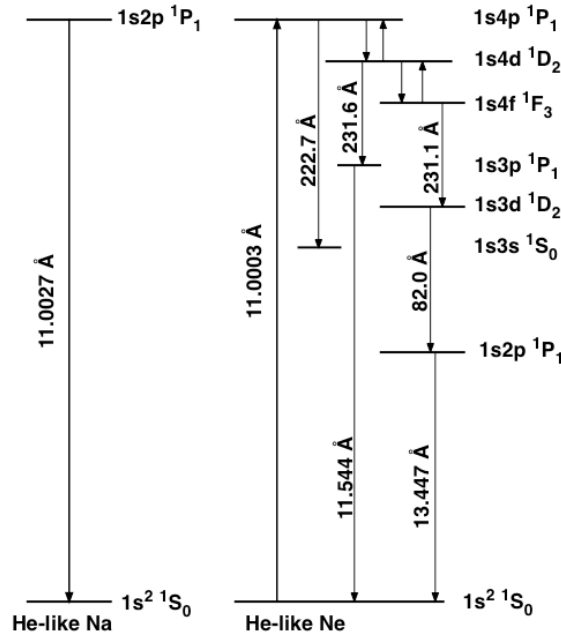 1s2p ¹P₁
1s4p ¹P₁
1s4d ¹D₂
1s4f ¹F₃
1s3p ¹P₁
1s3d ¹D₂
1s3s ¹S₀
1s2p ¹P₁
11.0027 Å
11.0003 Å
222.7 Å
231.6 Å
231.1 Å
82.0 Å
11.544 Å
13.447 Å
1s² ¹S₀
1s² ¹S₀
He-like Na
He-like Ne